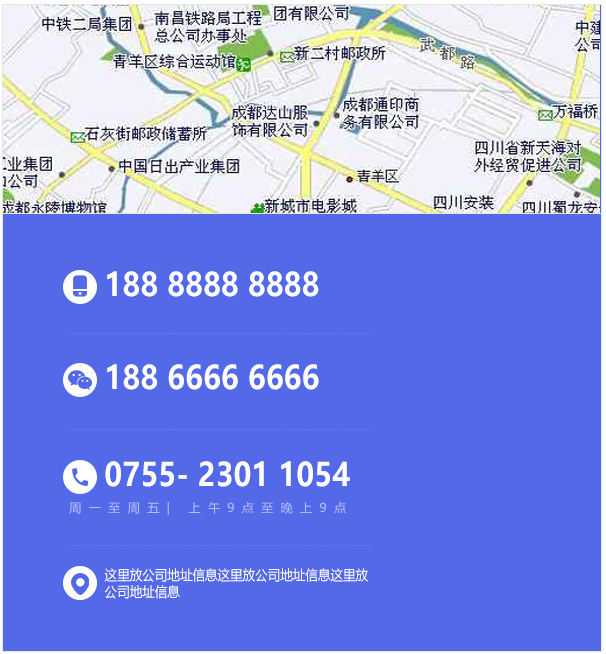 团有限公司
中铁二局集团
南昌铁路局工程
总公司办事处
武都路
中建
公司
新二村邮政所
青羊区综合运动馆
成都达山服
饰有限公司
成都通印商
务有限公司
万福桥
石灰街邮政储蓄所
四川省新天海对
外经贸促进公司
工业集团
口公司
中国日出产业集团
青羊区
成都永陵博物馆
新城市电影城
四川安装
四川蜀龙安
188 8888 8888
188 6666 6666
0755- 2301 1054
周一至周五| 上午9点至晚上9点
这里放公司地址信息这里放公司地址信息这里放
公司地址信息